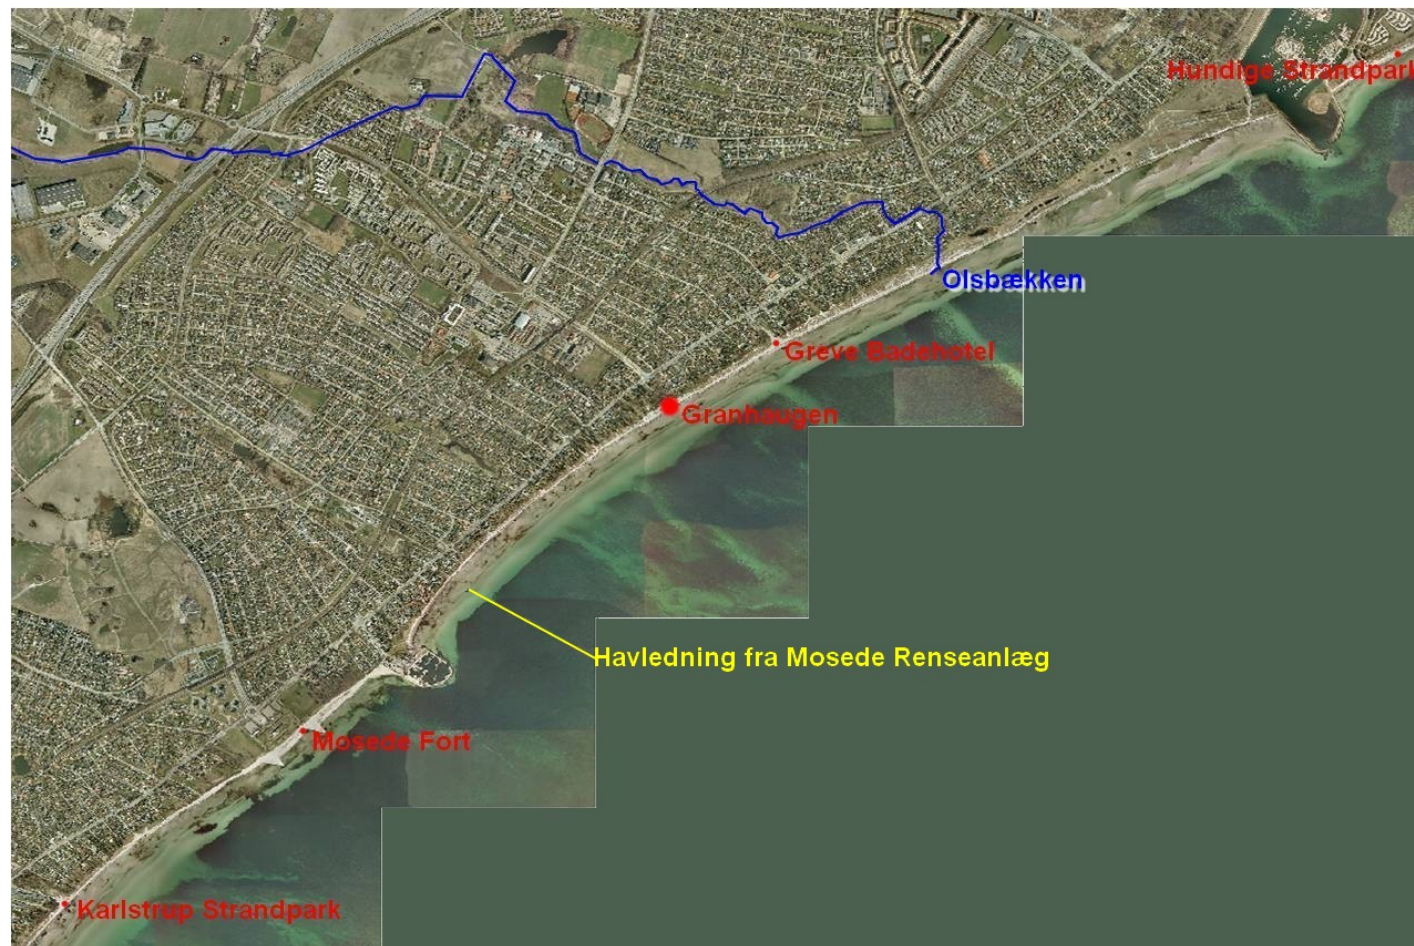 Hundige Strandpark
Olsbækken
Greve Badehotel
Granhaugen
Havledning fra Mosede Renseanlæg
Mosede Fort
Karlstrup Strandpark